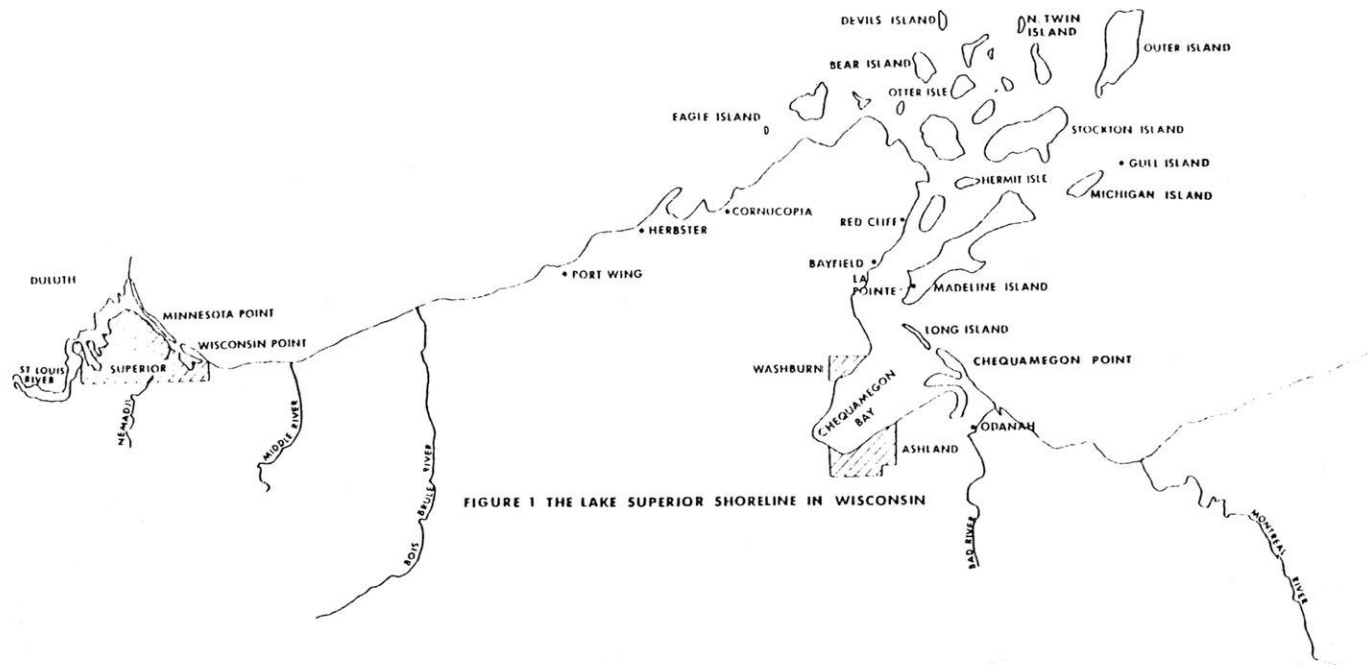 DEVILS ISLAND
N. TWIN
ISLAND
OUTER ISLAND
BEAR ISLAND
OTTER ISLE
EAGLE ISLAND
STOCKTON ISLAND
GULL ISLAND
HERMIT ISLE
MICHIGAN ISLAND
CORNUCOPIA
RED CLIFF
HERBSTER
BAYFIELD
PORT WING
LA
POINTE
MADELINE ISLAND
DULUTH
MINNESOTA POINT
WISCONSIN POINT
LONG ISLAND
CHEQUAMEGON POINT
ST LOUIS
RIVER
SUPERIOR
WASHBURN
CHEQUAMEGON
BAY
NEMADJI
MIDDLE RIVER
BOIS BRULE RIVER
ODANAH
ASHLAND
BAD RIVER
MONTREAL RIVER
FIGURE 1 THE LAKE SUPERIOR SHORELINE IN WISCONSIN